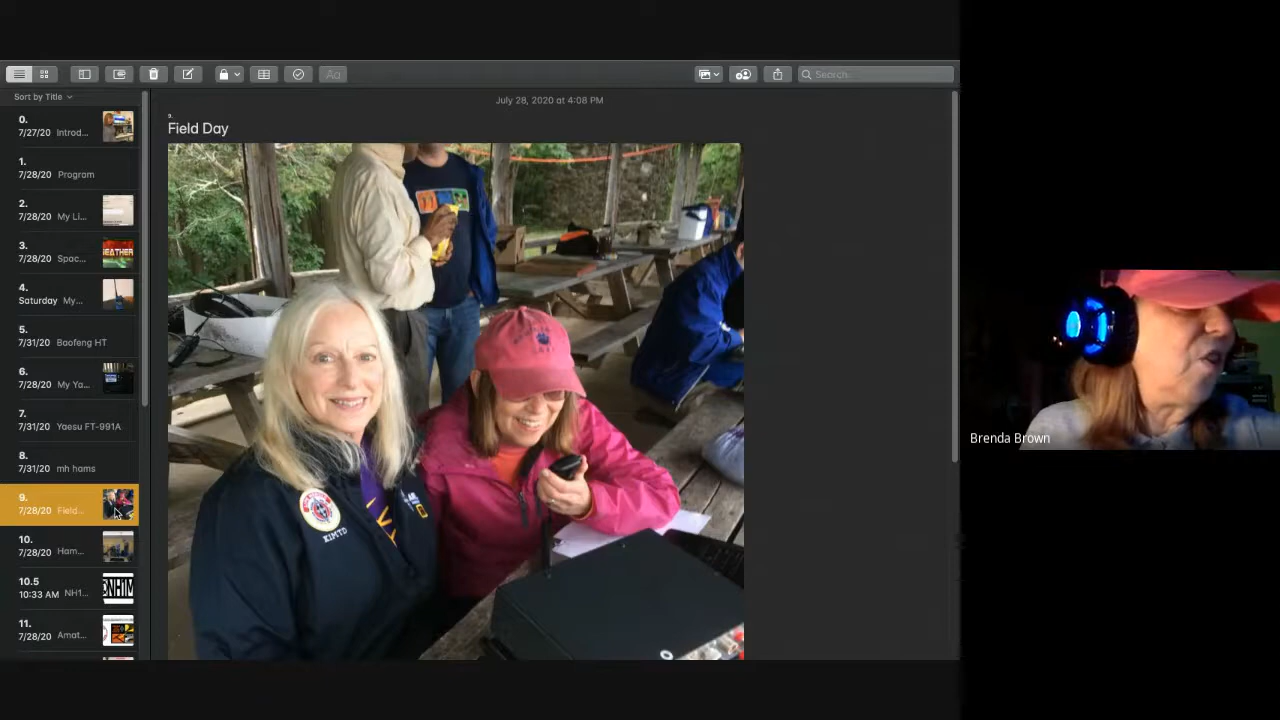 Search
Sort by Title
July 28, 2020 at 4:08 PM
0.
7/27/20 Introd...
1.
7/28/20 Program
2.
7/28/20 My Li...
3.
7/28/20 Spac...
4.
Saturday My...
5.
7/31/20 Baofeng HT
6.
7/28/20 My Ya...
7.
7/31/20 Yaesu FT-991A
8.
7/31/20 mh hams
9.
7/28/20 Field...
10.
7/28/20 Ham...
10.5
10:33 AM NH1...
11.
7/28/20 Amat...
9.
Field Day
K1MTD
Aa
Brenda Brown